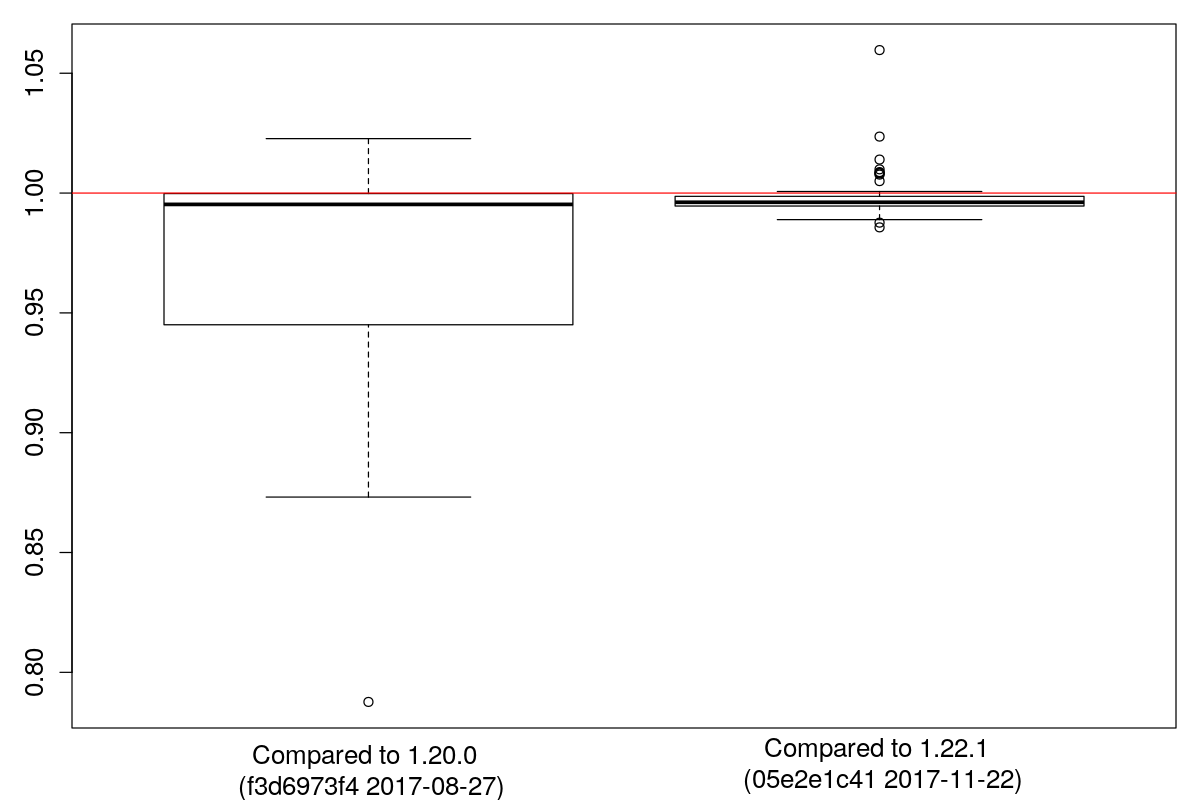 1.05
1.00
0.95
0.90
0.85
0.80
Compared to 1.20.0
(f3d6973f4 2017-08-27)
Compared to 1.22.1
(05e2e1c41 2017-11-22)